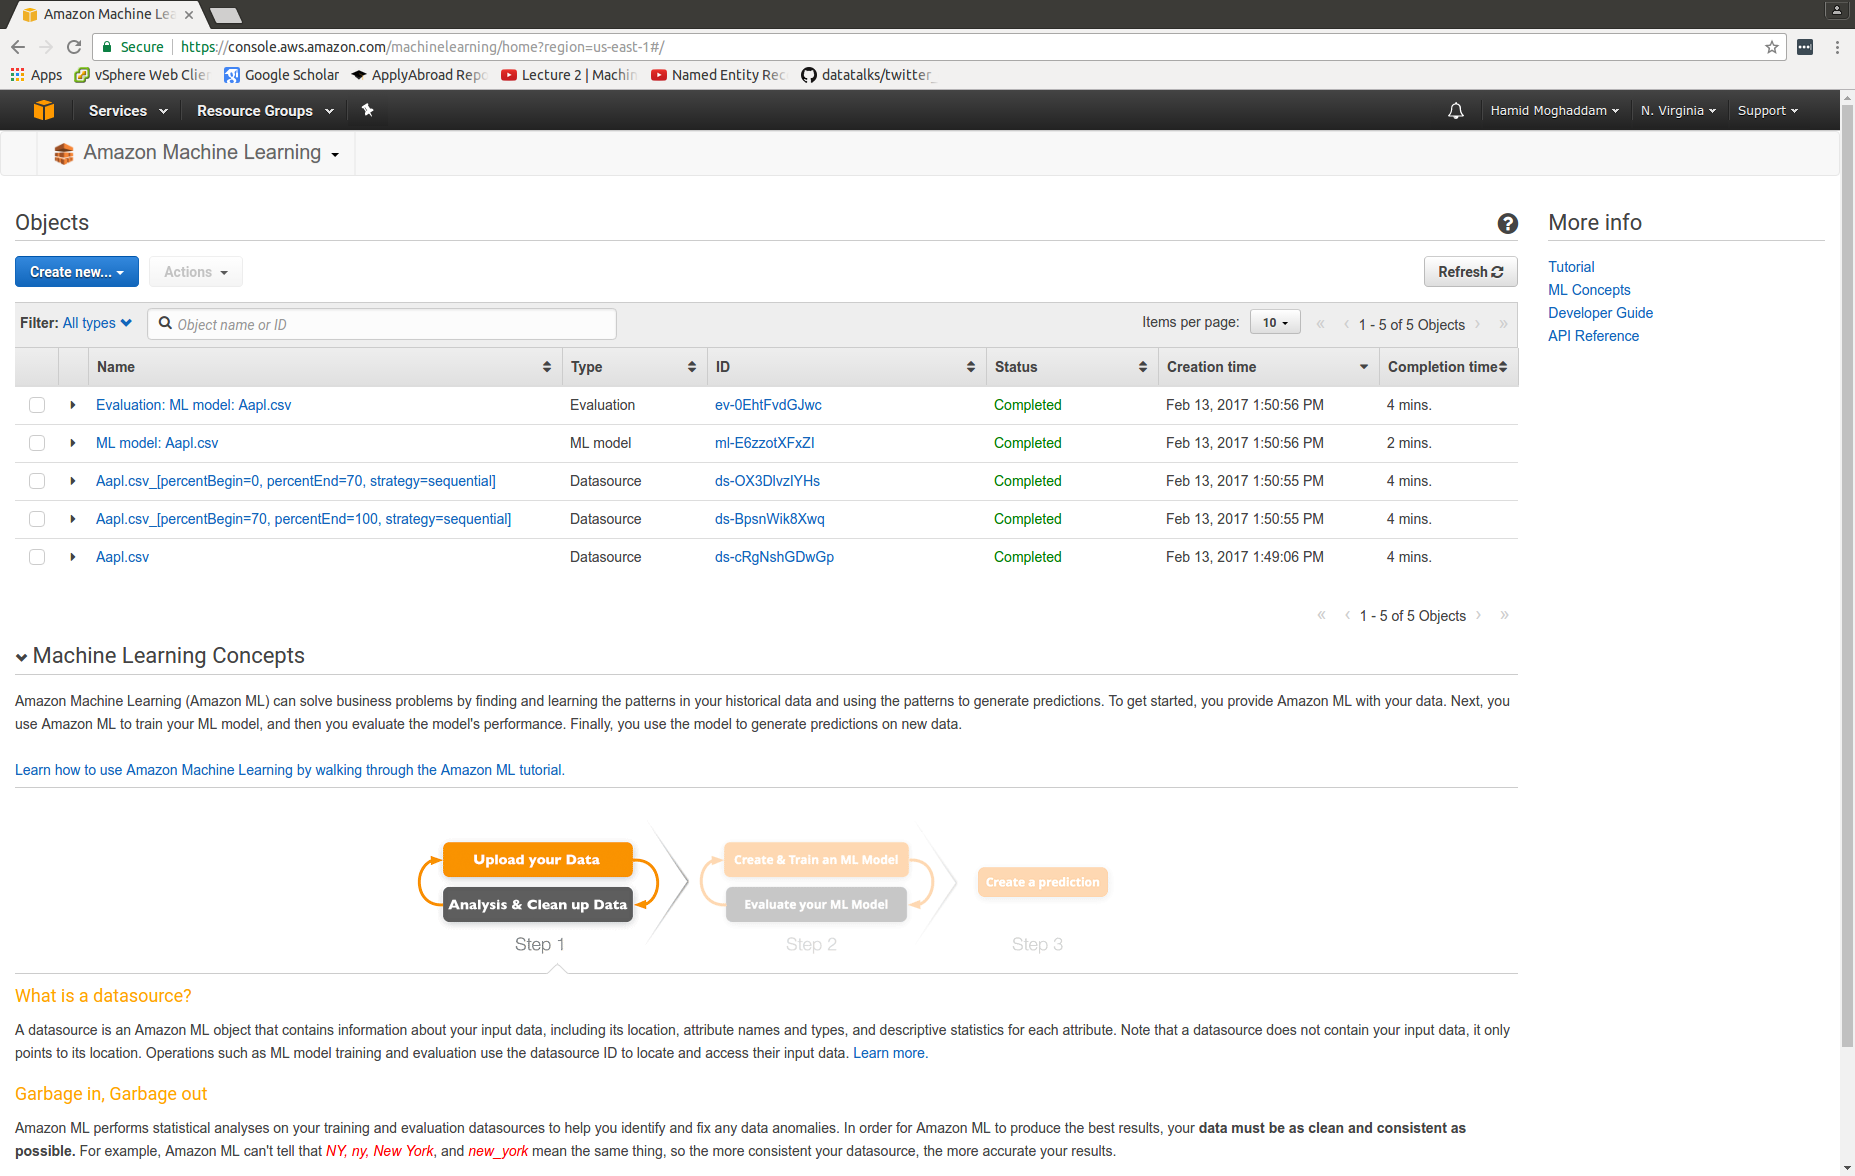 Amazon Machine Lea
Secure https://console.aws.amazon.com/machinelearning/home?region=us-east-1#/
Apps vSphere Web Clier Google Scholar ApplyAbroad Repo Lecture 2 | Machin Named Entity Rec datatalks/twitter_
Services Resource Groups Hamid Moghaddam N. Virginia Support
Amazon Machine Learning
Objects
More info
Create new... Actions Refresh
Tutorial
ML Concepts
Developer Guide
API Reference
Filter: All types Object name or ID Items per page: 10 « ‹ 1 - 5 of 5 Objects › »
Name Type ID Status Creation time Completion time
Evaluation: ML model: Aapl.csv Evaluation ev-0EhtFvdGJwc Completed Feb 13, 2017 1:50:56 PM 4 mins.
ML model: Aapl.csv ML model ml-E6zzotXFxZI Completed Feb 13, 2017 1:50:56 PM 2 mins.
Aapl.csv_[percentBegin=0, percentEnd=70, strategy=sequential] Datasource ds-OX3DIvzIYHs Completed Feb 13, 2017 1:50:55 PM 4 mins.
Aapl.csv_[percentBegin=70, percentEnd=100, strategy=sequential] Datasource ds-BpsnWik8Xwq Completed Feb 13, 2017 1:50:55 PM 4 mins.
Aapl.csv Datasource ds-cRgNshGDwGp Completed Feb 13, 2017 1:49:06 PM 4 mins.
« ‹ 1 - 5 of 5 Objects › »
Machine Learning Concepts
Amazon Machine Learning (Amazon ML) can solve business problems by finding and learning the patterns in your historical data and using the patterns to generate predictions. To get started, you provide Amazon ML with your data. Next, you
use Amazon ML to train your ML model, and then you evaluate the model's performance. Finally, you use the model to generate predictions on new data.
Learn how to use Amazon Machine Learning by walking through the Amazon ML tutorial.
Upload your Data
Analysis & Clean up Data
Step 1
Create & Train an ML Model
Evaluate your ML Model
Step 2
Create a prediction
Step 3
What is a datasource?
A datasource is an Amazon ML object that contains information about your input data, including its location, attribute names and types, and descriptive statistics for each attribute. Note that a datasource does not contain your input data, it only
points to its location. Operations such as ML model training and evaluation use the datasource ID to locate and access their input data. Learn more.
Garbage in, Garbage out
Amazon ML performs statistical analyses on your training and evaluation datasources to help you identify and fix any data anomalies. In order for Amazon ML to produce the best results, your data must be as clean and consistent as
possible. For example, Amazon ML can't tell that NY, ny, New York, and new_york mean the same thing, so the more consistent your datasource, the more accurate your results.